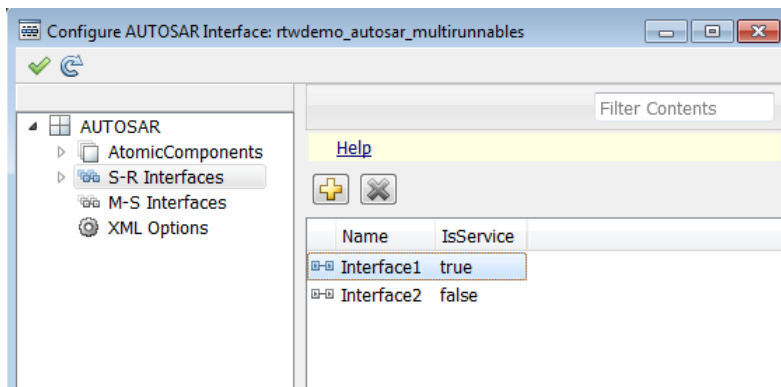 Configure AUTOSAR Interface: rtwdemo_autosar_multirunnables
Filter Contents
AUTOSAR
AtomicComponents
S-R Interfaces
M-S Interfaces
XML Options
Help
Name IsService
Interface1 true
Interface2 false